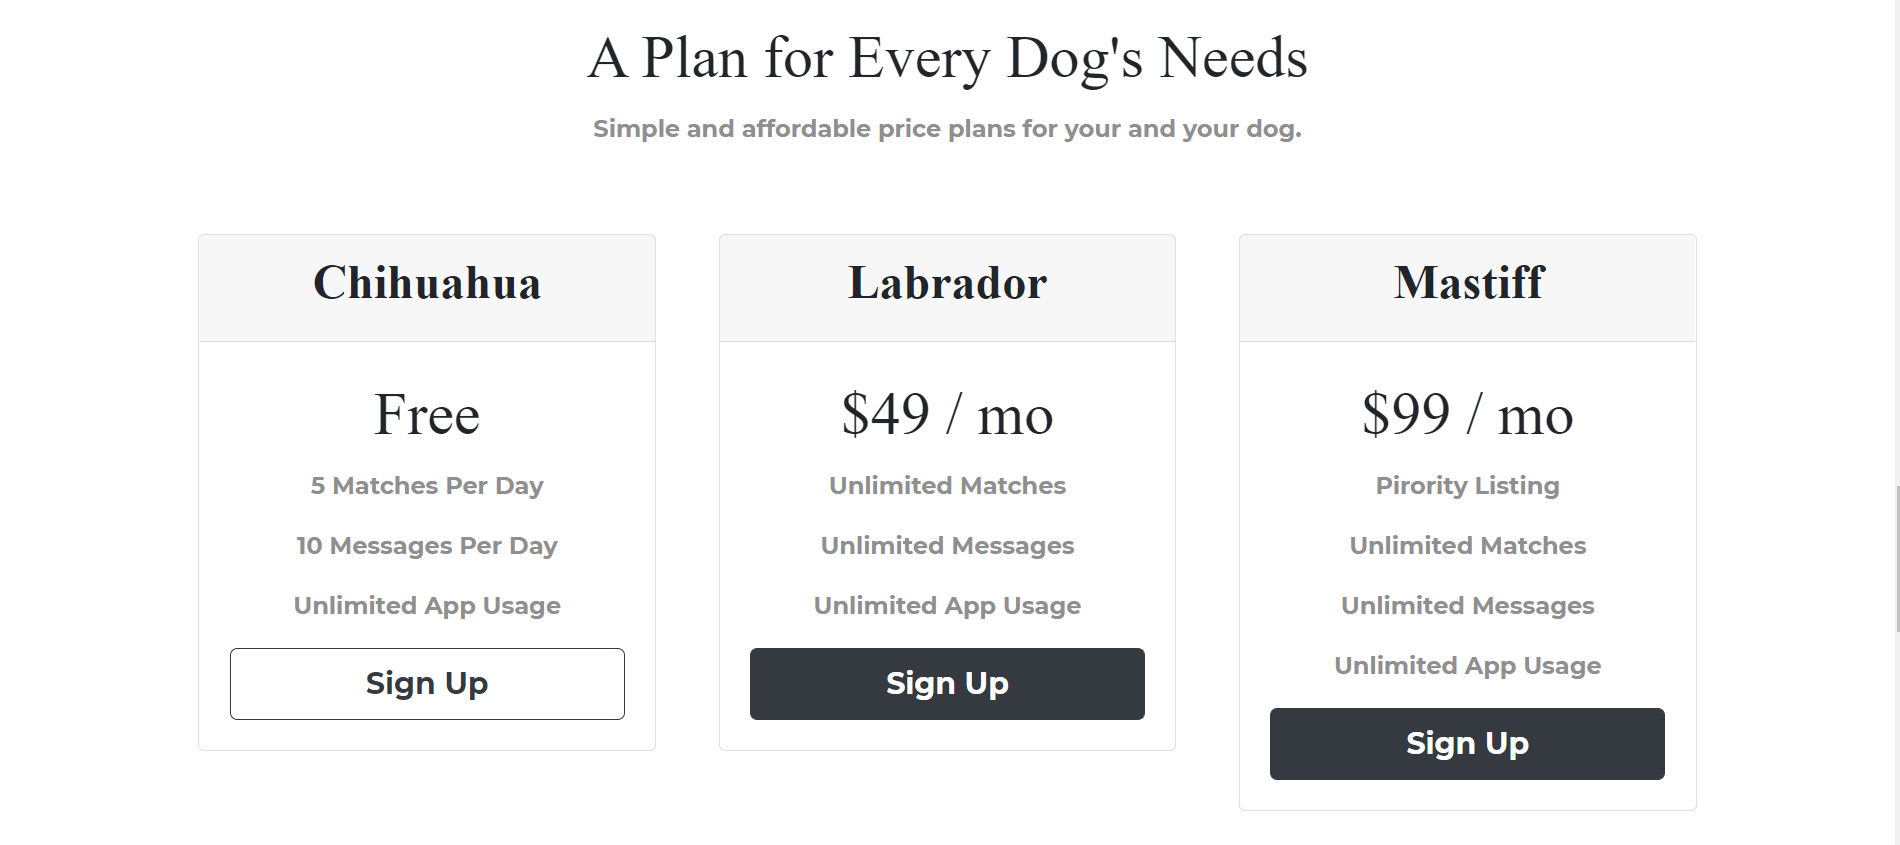 A Plan for Every Dog's Needs
Simple and affordable price plans for your and your dog.
Chihuahua
Free
5 Matches Per Day
10 Messages Per Day
Unlimited App Usage
Sign Up
Labrador
$49 / mo
Unlimited Matches
Unlimited Messages
Unlimited App Usage
Sign Up
Mastiff
$99 / mo
Pirority Listing
Unlimited Matches
Unlimited Messages
Unlimited App Usage
Sign Up